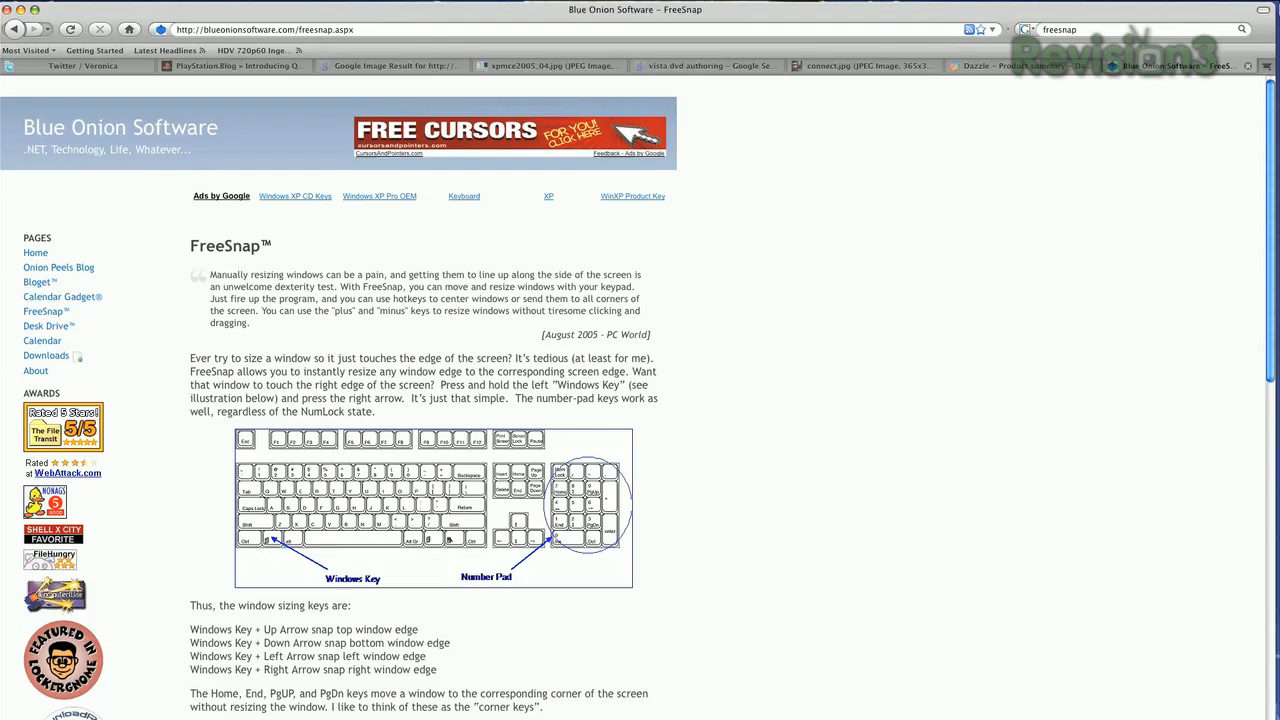 Blue Onion Software – FreeSnap
http://blueonionsoftware.com/freesnap.aspx
freesnap
Most Visited
Getting Started
Latest Headlines
HDV 720p60 Inge...
Revision3
Twitter / Veronica
PlayStation.Blog » Introducing Q...
Google Image Result for http:/...
xpmce2005_04.jpg (JPEG Image,...
vista dvd authoring – Google Se...
connect.jpg (JPEG Image, 365x3...
Dazzle – Product summary – Da...
Blue Onion Software – FreeS...
Blue Onion Software
.NET, Technology, Life, Whatever...
FREE CURSORS
FOR YOU!
CLICK HERE
cursorsandpointers.com
CursorsAndPointers.com
Feedback - Ads by Google
Ads by Google
Windows XP CD Keys
Windows XP Pro OEM
Keyboard
XP
WinXP Product Key
PAGES
Home
Onion Peels Blog
Bloget™
Calendar Gadget®
FreeSnap™
Desk Drive™
Calendar
Downloads
About
AWARDS
Rated 5 Stars!
The File
Transit
5/5
Rated
at WebAttack.com
NONAGS
5
SHELL X CITY
FAVORITE
FileHungry
FEATURED IN
LOCKERGNOME
FreeSnap™
Manually resizing windows can be a pain, and getting them to line up along the side of the screen is
an unwelcome dexterity test. With FreeSnap, you can move and resize windows with your keypad.
Just fire up the program, and you can use hotkeys to center windows or send them to all corners of
the screen. You can use the "plus" and "minus" keys to resize windows without tiresome clicking and
dragging.
[August 2005 - PC World]
Ever try to size a window so it just touches the edge of the screen? It's tedious (at least for me).
FreeSnap allows you to instantly resize any window edge to the corresponding screen edge. Want
that window to touch the right edge of the screen? Press and hold the left "Windows Key" (see
illustration below) and press the right arrow. It's just that simple. The number-pad keys work as
well, regardless of the NumLock state.
Windows Key
Number Pad
Thus, the window sizing keys are:
Windows Key + Up Arrow snap top window edge
Windows Key + Down Arrow snap bottom window edge
Windows Key + Left Arrow snap left window edge
Windows Key + Right Arrow snap right window edge
The Home, End, PgUP, and PgDn keys move a window to the corresponding corner of the screen
without resizing the window. I like to think of these as the "corner keys".